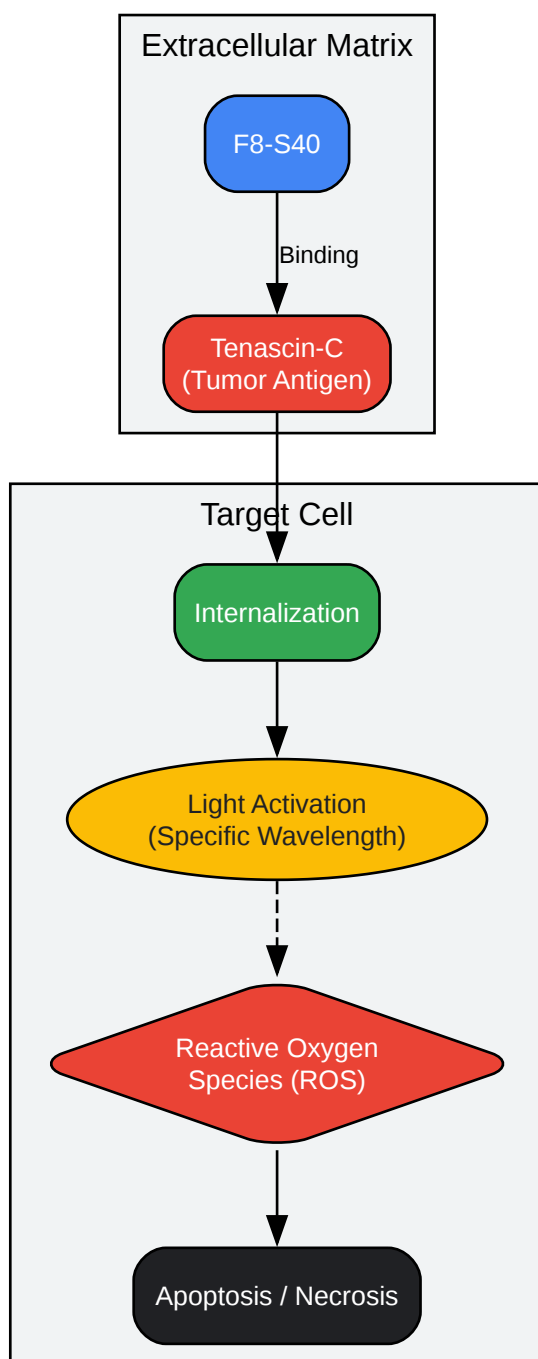 Extracellular Matrix
F8-S40
Binding
Tenascin-C
(Tumor Antigen)
Target Cell
Internalization
Light Activation
(Specific Wavelength)
Reactive Oxygen
Species (ROS)
Apoptosis / Necrosis